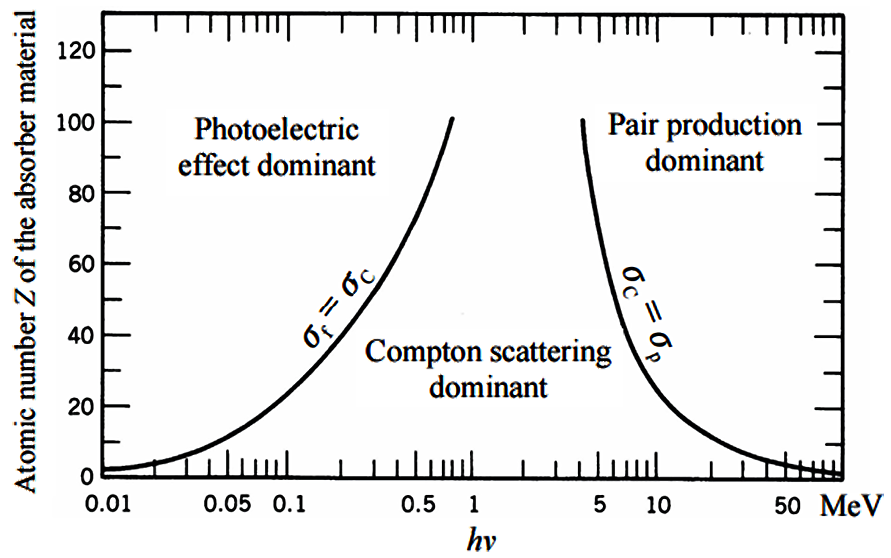 Atomic number Z of the absorber material
120
100
80
60
40
20
0
Photoelectric
effect dominant
Pair production
dominant
σf = σC
σC = σp
Compton scattering
dominant
0.01 0.05 0.1 0.5 1 5 10 50 MeV
hν